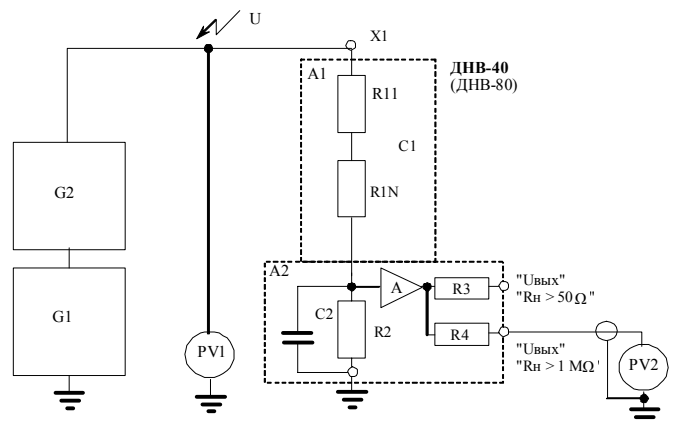 U
X1
ДНВ-40
(ДНВ-80)
A1
R11
C1
R1N
G2
G1
PV1
A2
A
R3
C2
R2
R4
"Uвых"
"Rн > 50 Ω"
"Uвых"
"Rн > 1 MΩ'
PV2